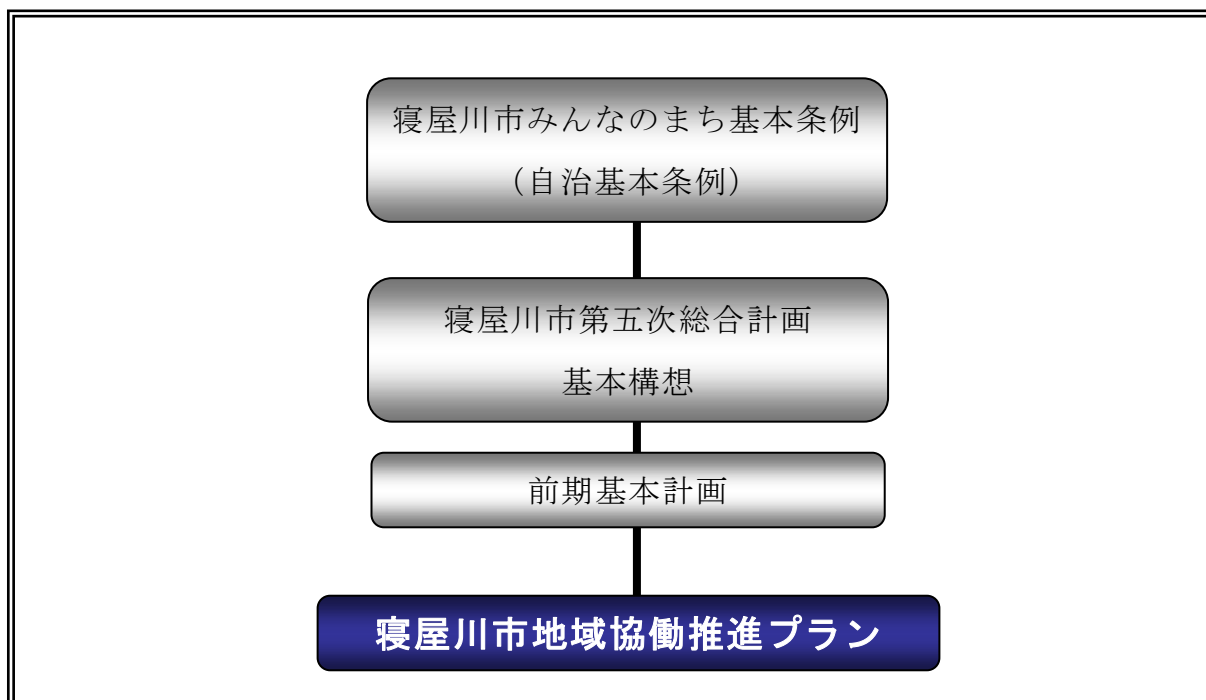 寝屋川市みんなのまち基本条例
（自治基本条例）
寝屋川市第五次総合計画
基本構想
前期基本計画
寝屋川市地域協働推進プラン